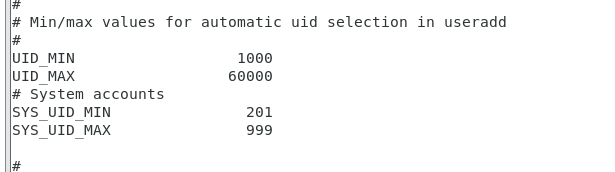 #
# Min/max values for automatic uid selection in useradd
#
UID_MIN                  1000
UID_MAX                 60000
# System accounts
SYS_UID_MIN               201
SYS_UID_MAX               999

#